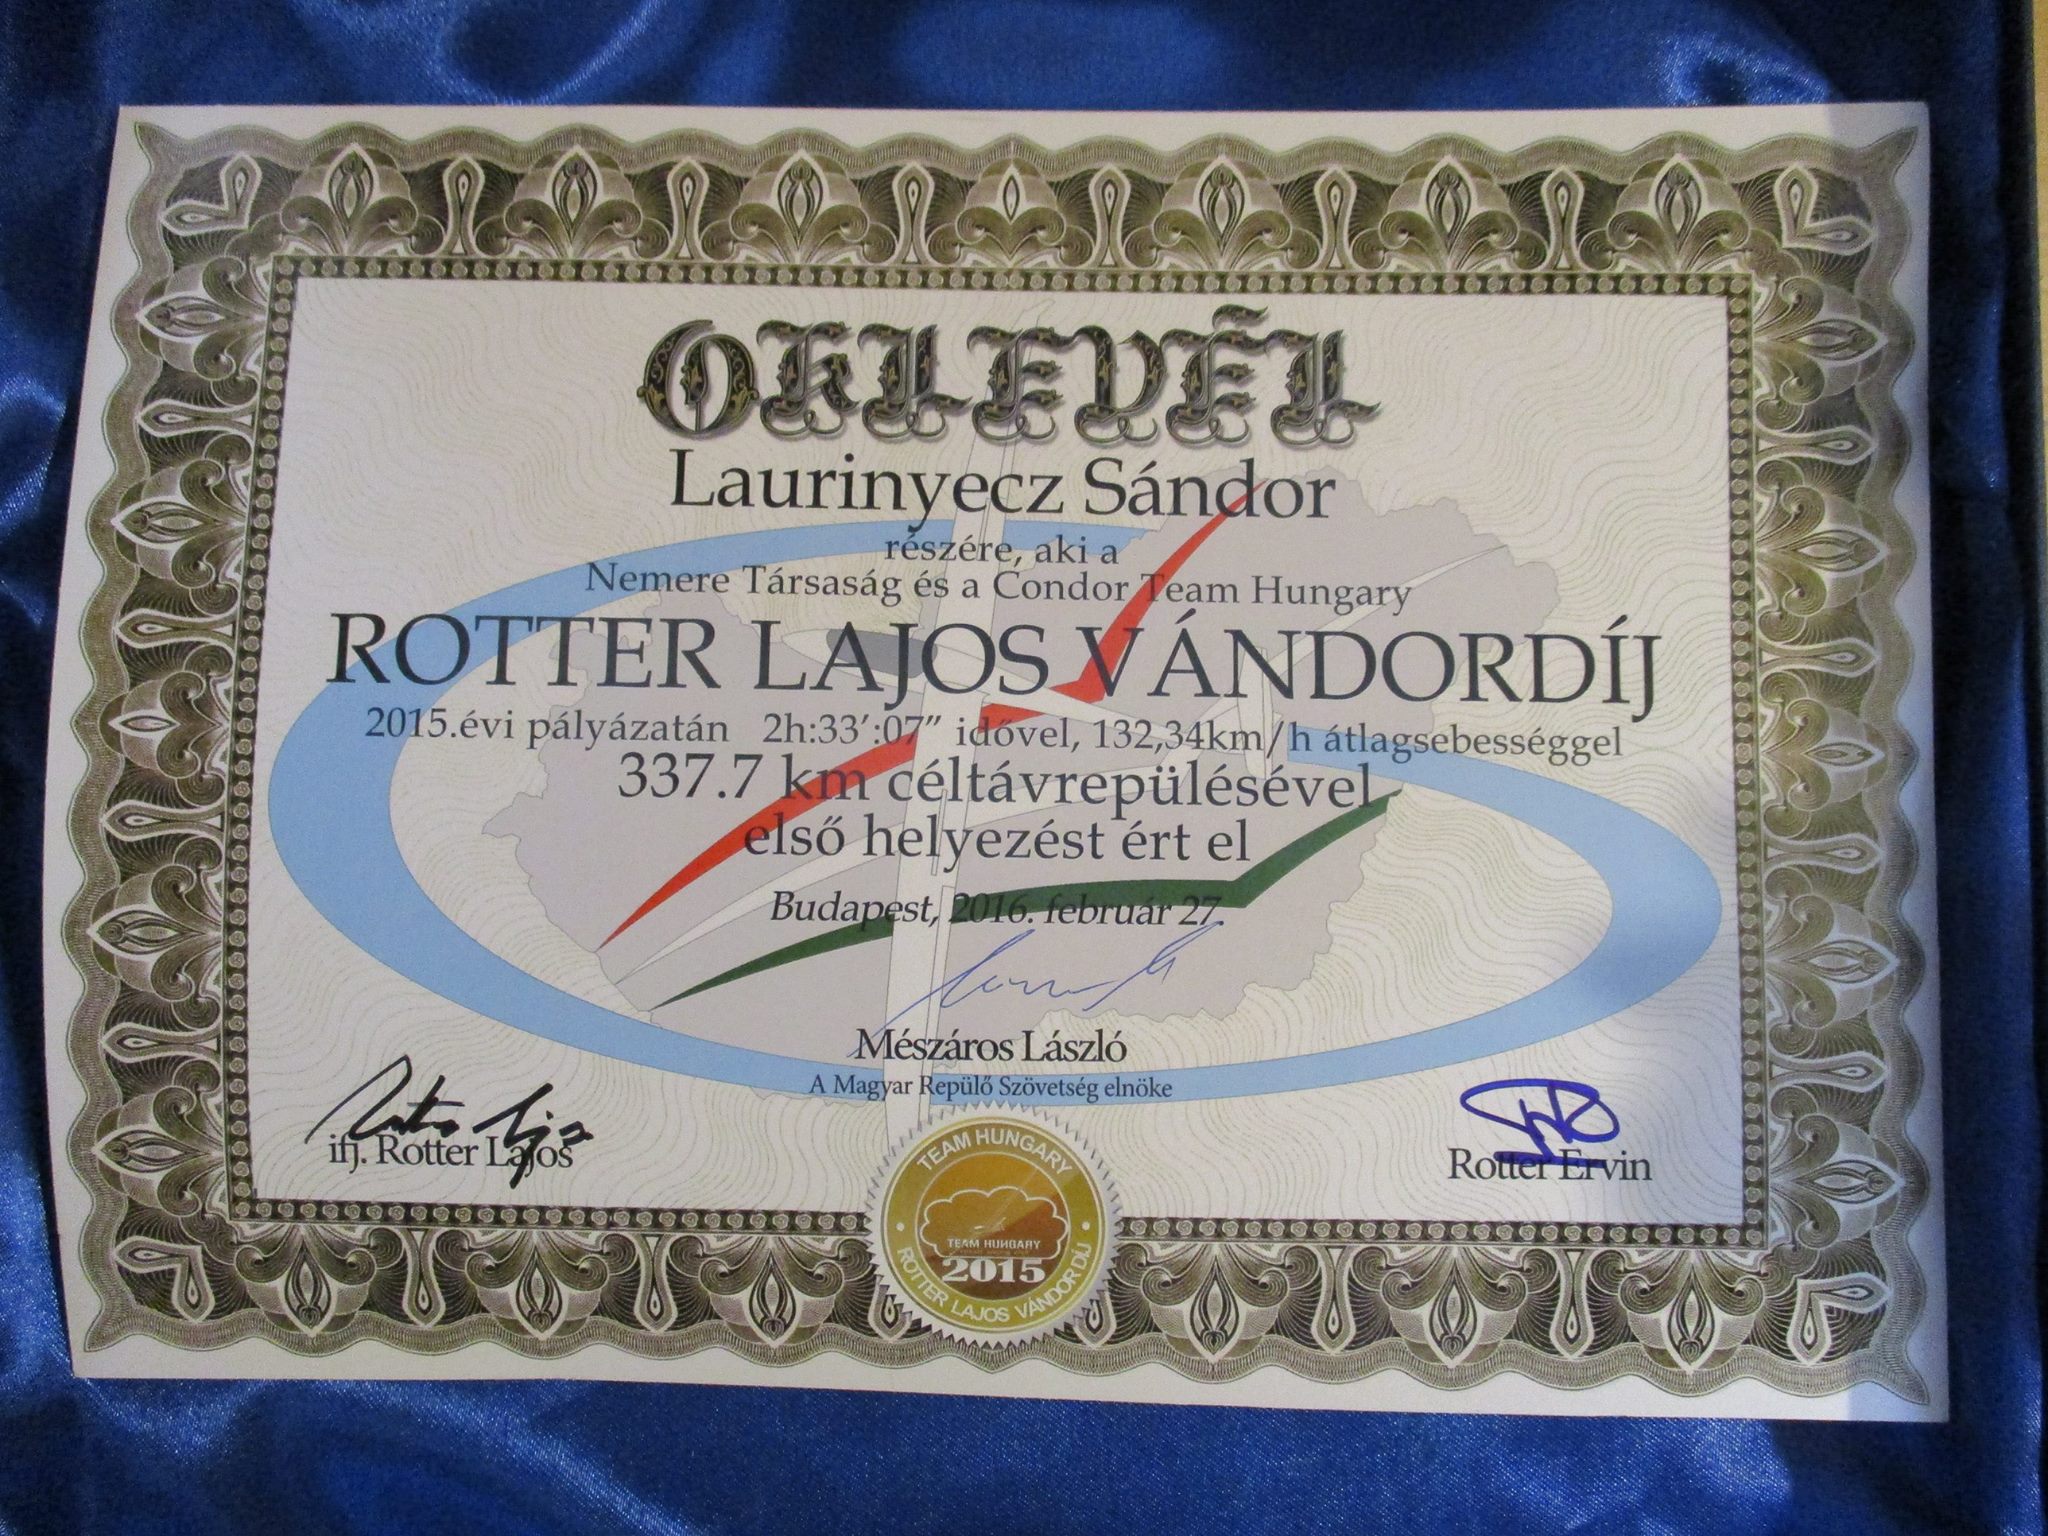 OKLEVÉL
Laurinyecz Sándor
részére, aki a
Nemere Társaság és a Condor Team Hungary
ROTTER LAJOS VÁNDORDÍJ
2015.évi pályázatán 2h:33’:07” idővel, 132,34km/h átlagsebességgel
337.7 km céltávrepülésével
első helyezést ért el
Budapest, 2016. február 27.
Mészáros László
A Magyar Repülő Szövetség elnöke
ifj. Rotter Lajos
Rotter Ervin
TEAM HUNGARY
TEAM HUNGARY
2015
ROTTER LAJOS VÁNDOR DÍJ